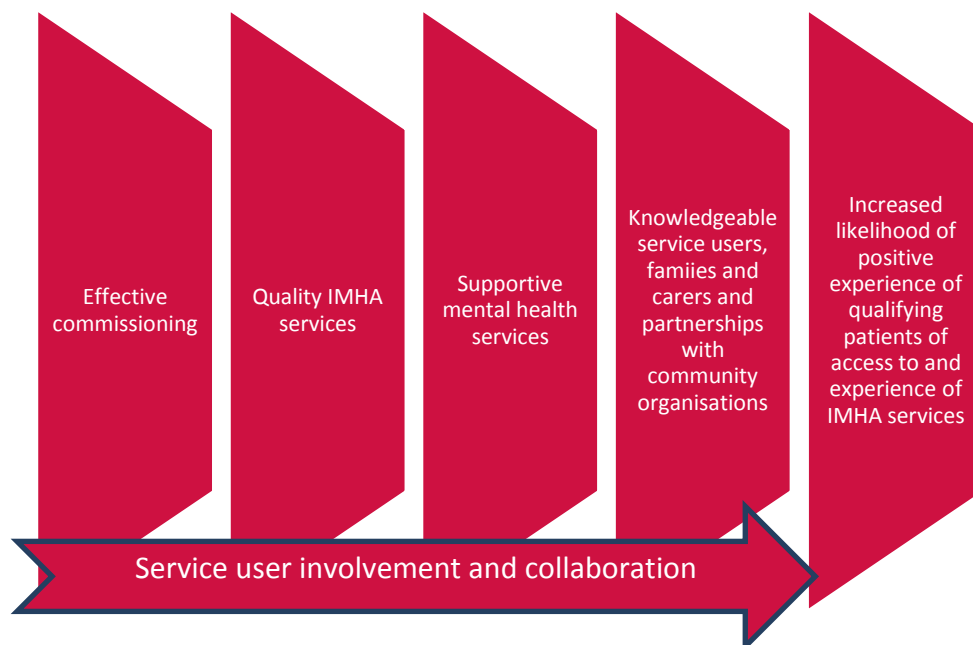 Effective
commissioning
Quality IMHA
services
Supportive
mental health
services
Knowledgeable
service users,
famiies and
carers and
partnerships
with
community
organisations
Increased
likelihood of
positive
experience of
qualifying
patients of
access to and
experience of
IMHA services
Service user involvement and collaboration